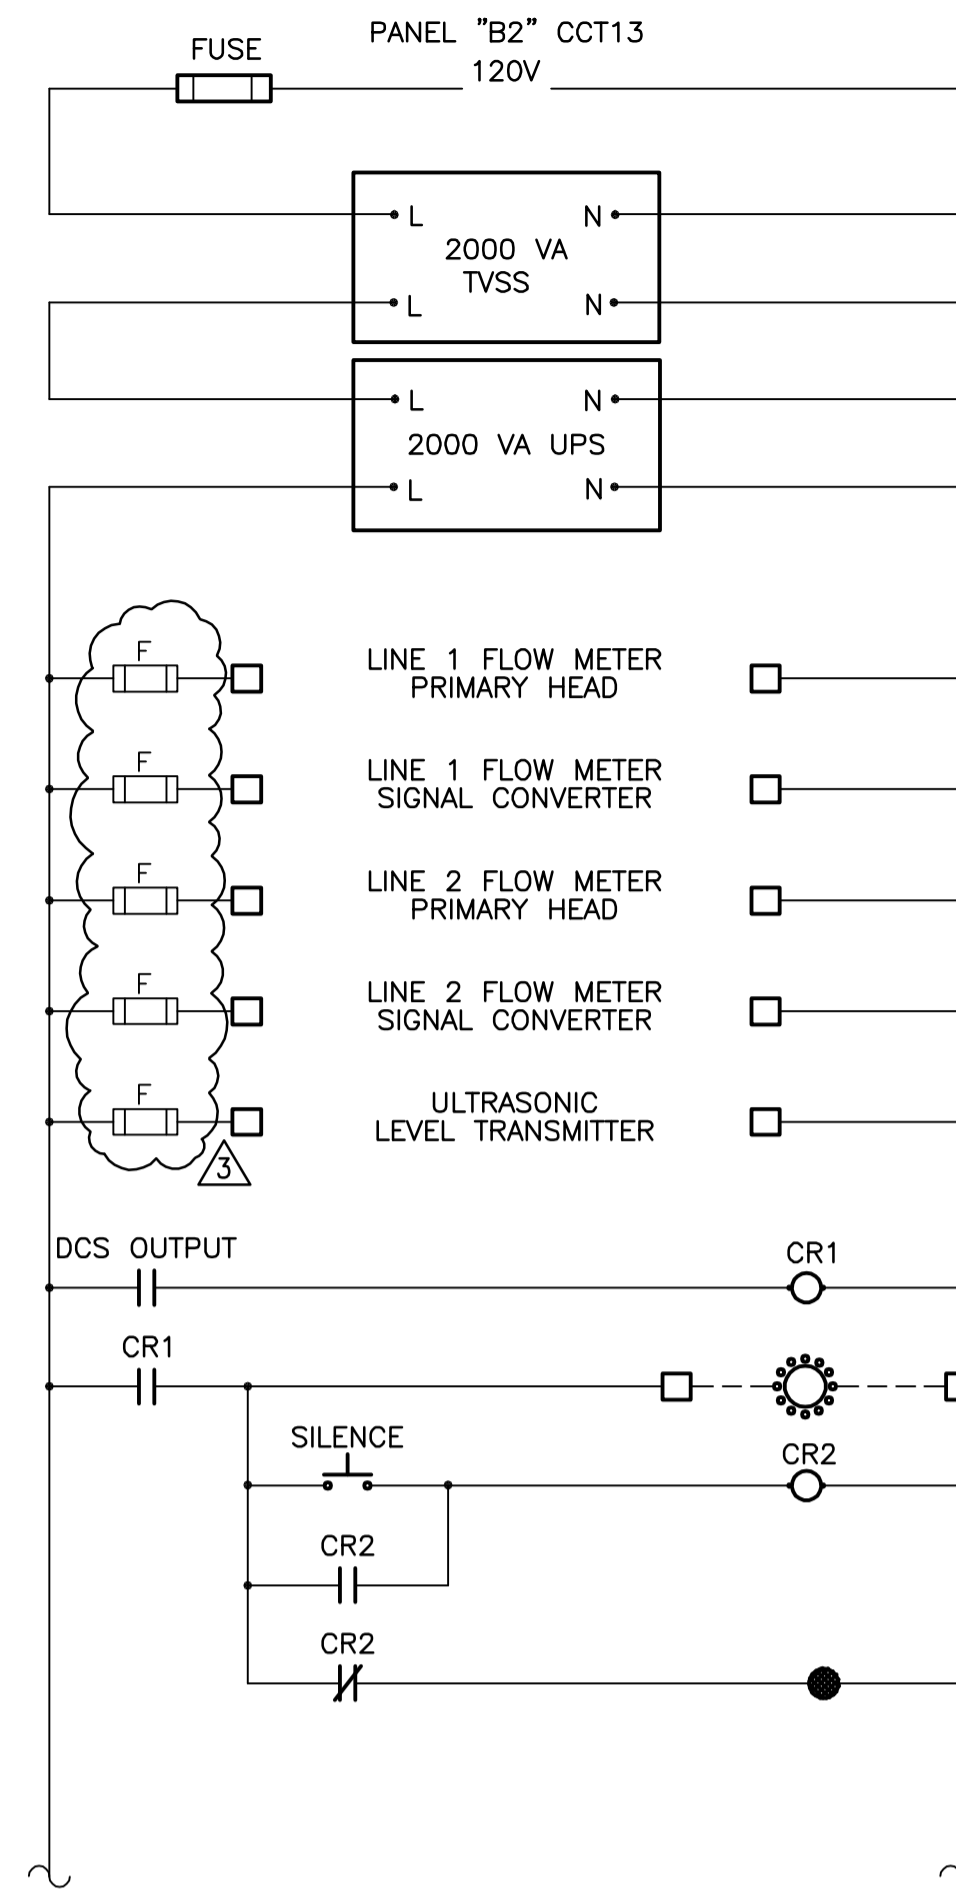 PANEL "B2" CCT13
FUSE
120V
L N
2000 VA
TVSS
L N
L N
2000 VA UPS
L N
F
LINE 1 FLOW METER
PRIMARY HEAD
F
LINE 1 FLOW METER
SIGNAL CONVERTER
F
LINE 2 FLOW METER
PRIMARY HEAD
F
LINE 2 FLOW METER
SIGNAL CONVERTER
F
ULTRASONIC
LEVEL TRANSMITTER
3
DCS OUTPUT
CR1
CR1
SILENCE
CR2
CR2
CR2